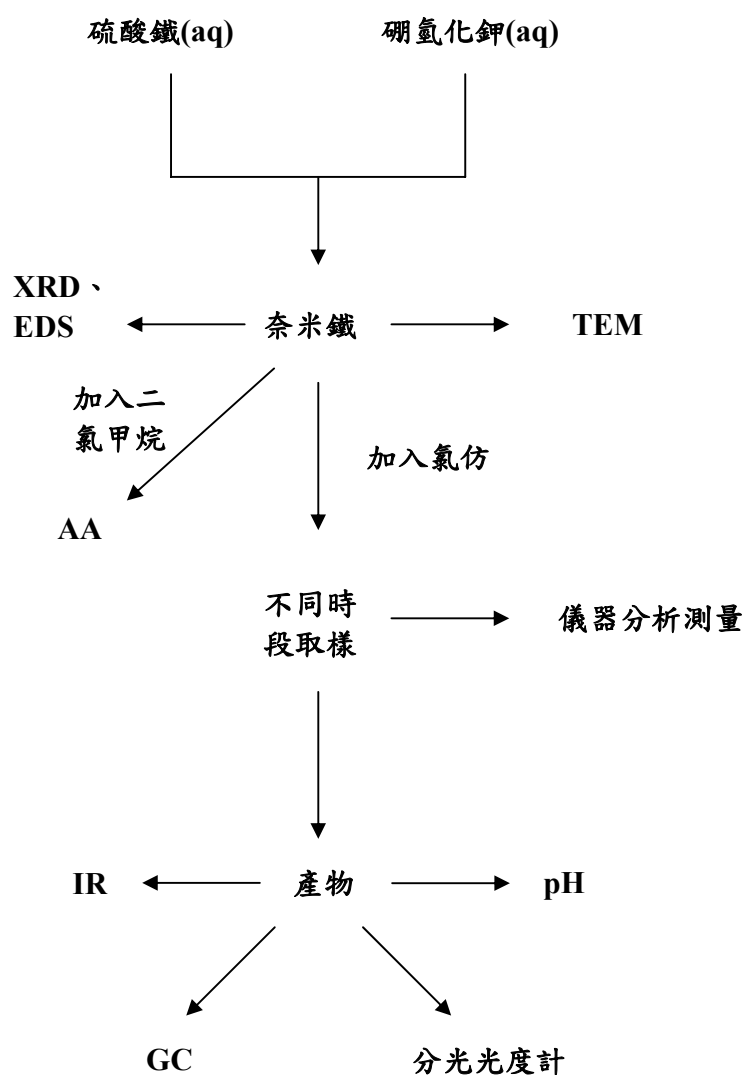 硫酸鐵(aq)
硼氫化鉀(aq)
XRD、
EDS
奈米鐵
TEM
加入二
氯甲烷
加入氯仿
AA
不同時
段取樣
儀器分析測量
IR
產物
pH
GC
分光光度計